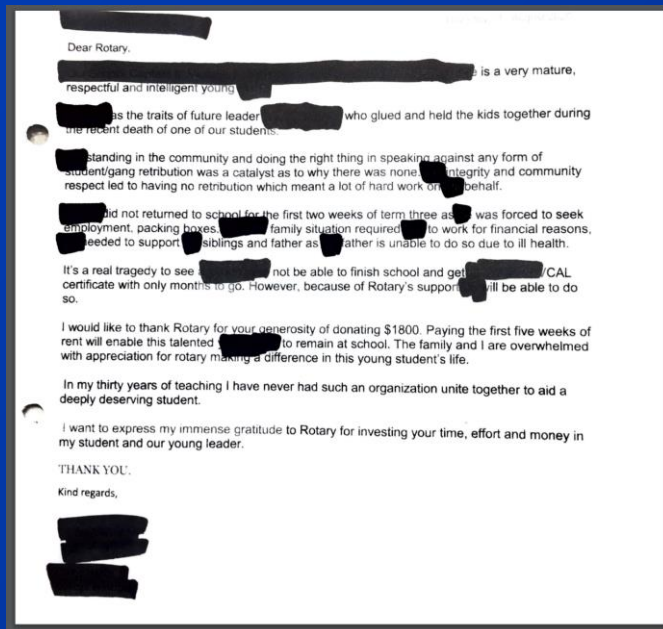 Dear Rotary.
is a very mature,
respectful and intelligent young
as the traits of future leader who glued and held the kids together during
the recent death of one of our students.
standing in the community and doing the right thing in speaking against any form of
student/gang retribution was a catalyst as to why there was none. integrity and community
respect led to having no retribution which meant a lot of hard work on behalf.
did not returned to school for the first two weeks of term three as was forced to seek
employment, packing boxes. family situation required to work for financial reasons,
needed to support siblings and father as father is unable to do so due to ill health.
It's a real tragedy to see not be able to finish school and get /CAL
certificate with only months to go. However, because of Rotary's support will be able to do
so.
I would like to thank Rotary for your generosity of donating $1800. Paying the first five weeks of
rent will enable this talented to remain at school. The family and I are overwhelmed
with appreciation for rotary making a difference in this young student's life.
In my thirty years of teaching I have never had such an organization unite together to aid a
deeply deserving student.
I want to express my immense gratitude to Rotary for investing your time, effort and money in
my student and our young leader.
THANK YOU.
Kind regards,